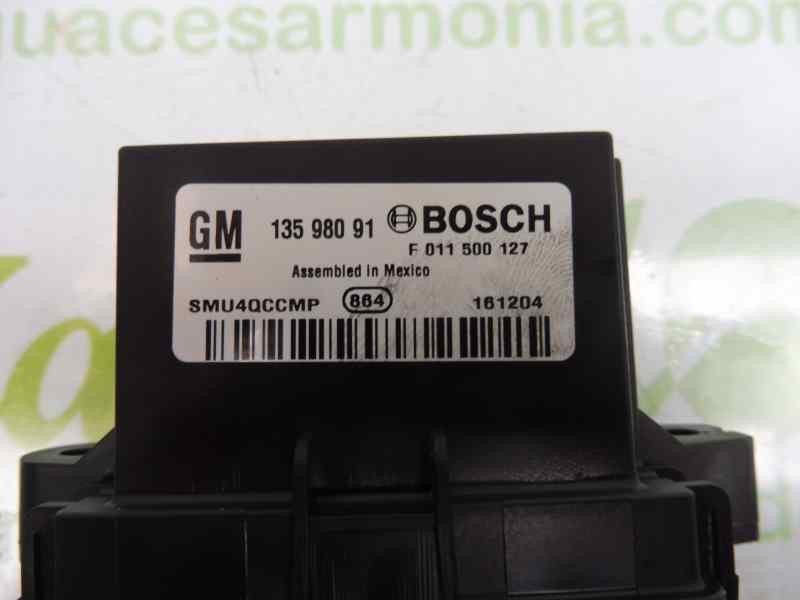 uacesarmonia.com
GM 135 980 91 BOSCH
F 011 500 127
Assembled in Mexico
SMU4QCCMP 864 161204